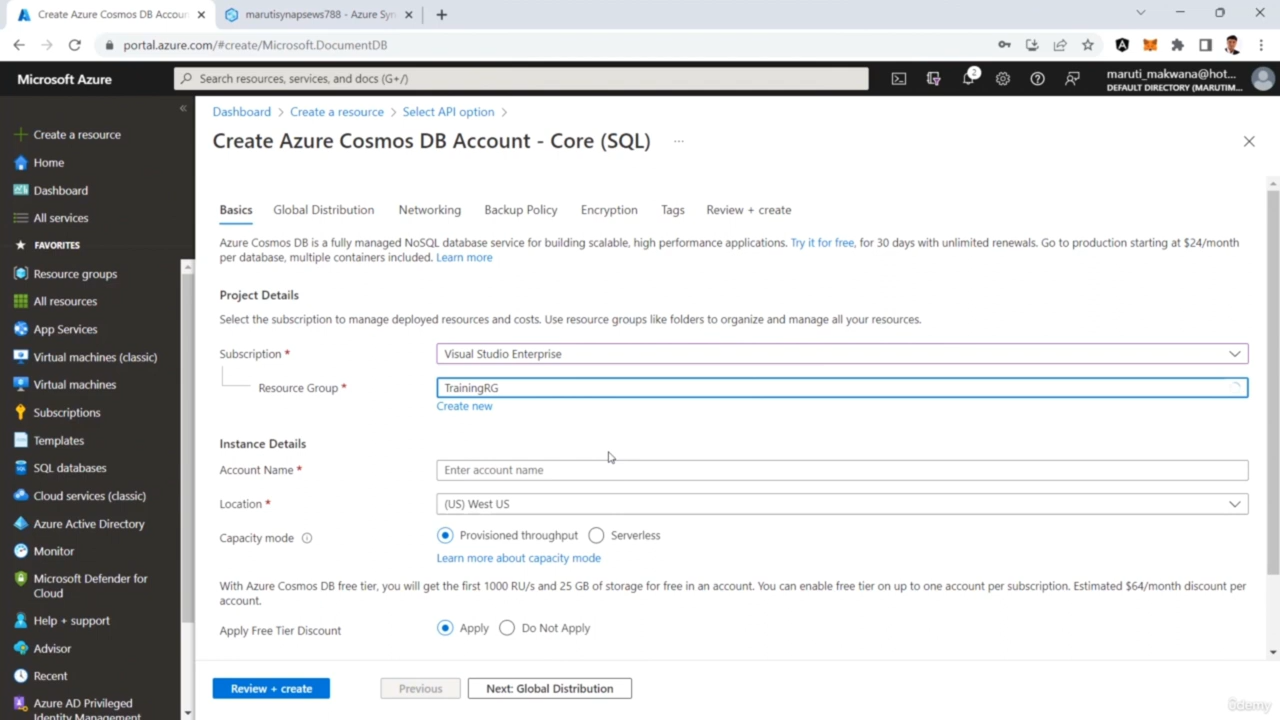 Create Azure Cosmos DB Accoun
marutisynapsews788 - Azure Syn
portal.azure.com/#create/Microsoft.DocumentDB
Microsoft Azure
Search resources, services, and docs (G+/)
2
maruti_makwana@hot...
DEFAULT DIRECTORY (MARUTIM...
Create a resource
Home
Dashboard
All services
FAVORITES
Resource groups
All resources
App Services
Virtual machines (classic)
Virtual machines
Subscriptions
Templates
SQL databases
Cloud services (classic)
Azure Active Directory
Monitor
Microsoft Defender for
Cloud
Help + support
Advisor
Recent
Azure AD Privileged
Identity Management
Dashboard > Create a resource > Select API option >
Create Azure Cosmos DB Account - Core (SQL) ...
Basics Global Distribution Networking Backup Policy Encryption Tags Review + create
Azure Cosmos DB is a fully managed NoSQL database service for building scalable, high performance applications. Try it for free, for 30 days with unlimited renewals. Go to production starting at $24/month
per database, multiple containers included. Learn more
Project Details
Select the subscription to manage deployed resources and costs. Use resource groups like folders to organize and manage all your resources.
Subscription * Visual Studio Enterprise
Resource Group * TrainingRG
Create new
Instance Details
Account Name * Enter account name
Location * (US) West US
Capacity mode Provisioned throughput Serverless
Learn more about capacity mode
With Azure Cosmos DB free tier, you will get the first 1000 RU/s and 25 GB of storage for free in an account. You can enable free tier on up to one account per subscription. Estimated $64/month discount per
account.
Apply Free Tier Discount Apply Do Not Apply
Review + create Previous Next: Global Distribution
ûdemy